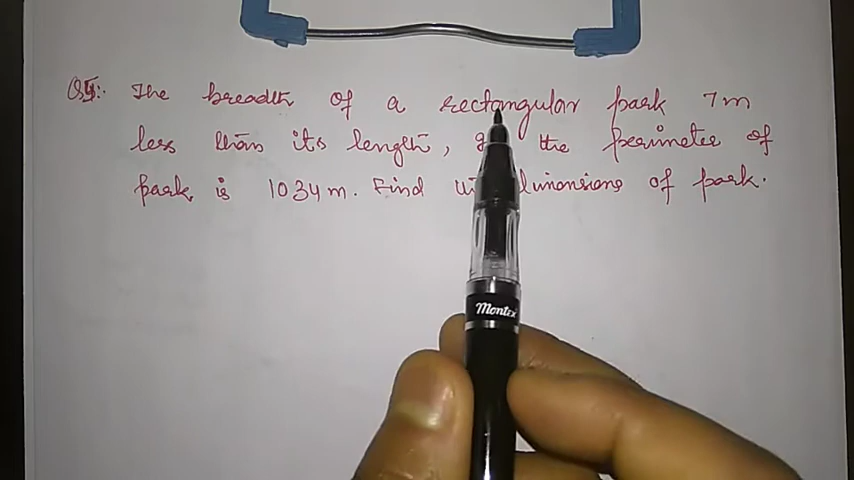 Q5:- The breadth of a rectangular park 7m
less than its length, the perimeter of
park is 1034m. Find dimensions of park.
Montex